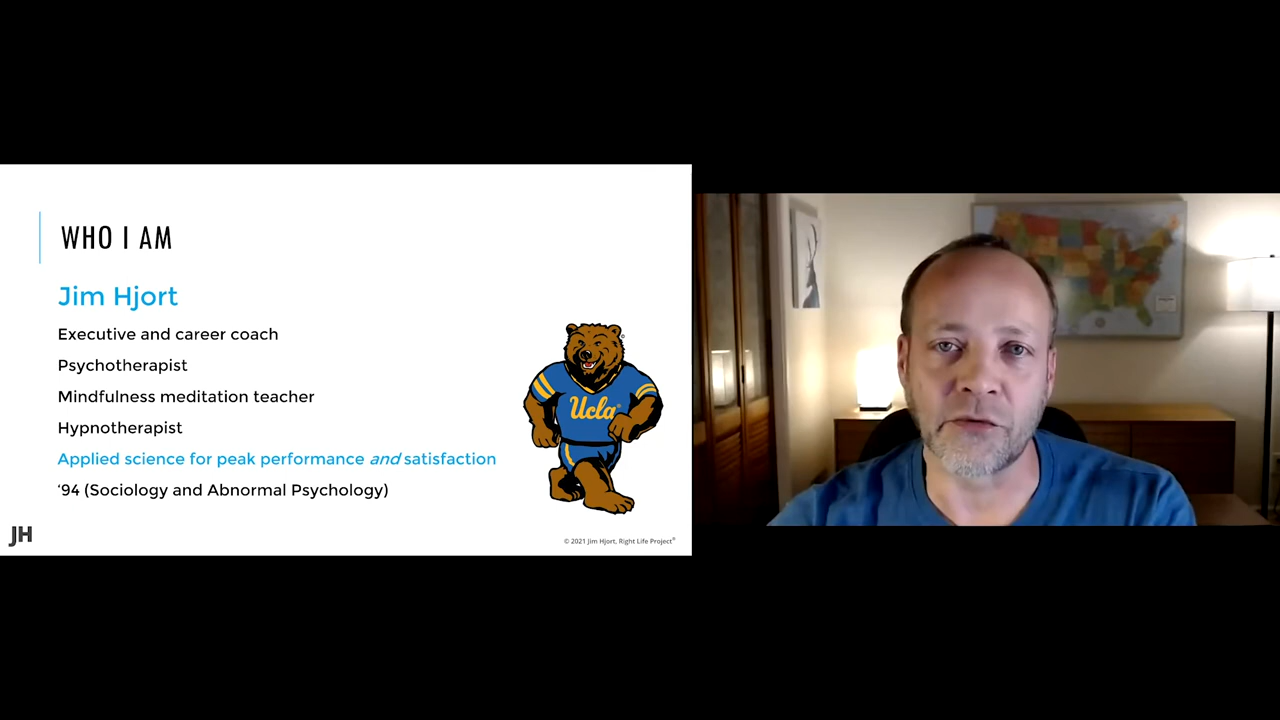 WHO I AM
Jim Hjort
Executive and career coach
Psychotherapist
Mindfulness meditation teacher
Hypnotherapist
Applied science for peak performance and satisfaction
‘94 (Sociology and Abnormal Psychology)
Ucla
JH
© 2021 Jim Hjort, Right Life Project®